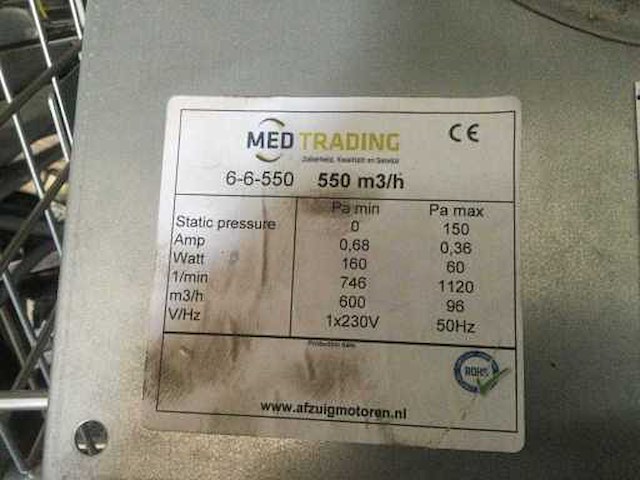 MED TRADING CE
Zekerheid, Kwaliteit en Service
6-6-550 550 m3/h
Pa min Pa max
Static pressure 0 150
Amp 0,68 0,36
Watt 160 60
1/min 746 1120
m3/h 600 96
V/Hz 1x230V 50Hz
Production date:
ROHS
www.afzuigmotoren.nl